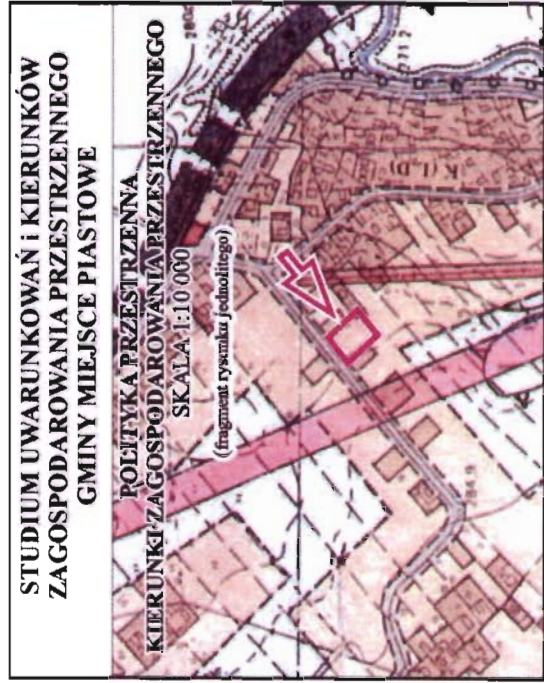 STUDIUM UWARUNKOWAŃ i KIERUNKÓW
ZAGOSPODAROWANIA PRZESTRZENNEGO
GMINY MIEJSCE PIASTOWE
POLITYKA PRZESTRZENNA
KIERUNKI ZAGOSPODAROWANIA PRZESTRZENNEGO
SKALA 1:10 000
(fragment rysunku jednolitego)
K (L,D)